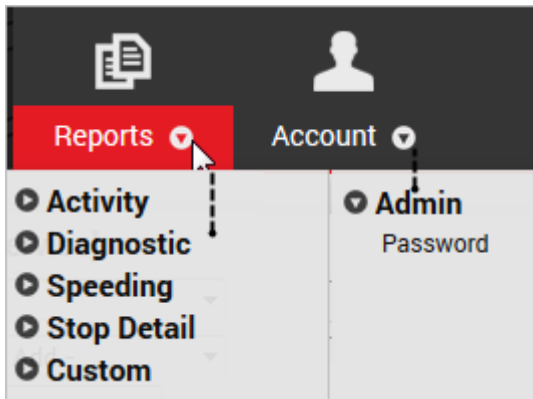 Reports
Account
Activity
Diagnostic
Speeding
Stop Detail
Custom
Admin
Password